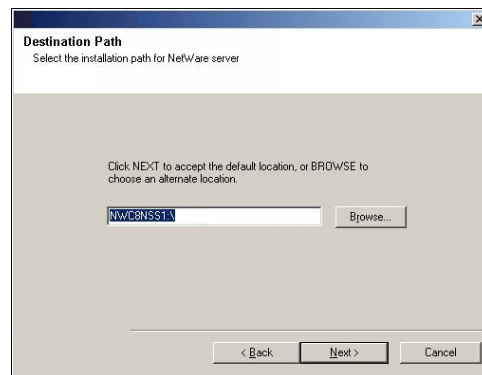 Destination Path
Select the installation path for NetWare server
Click NEXT to accept the default location, or BROWSE to
choose an alternate location.
NWC8NSS1:\
Browse...
< Back
Next >
Cancel